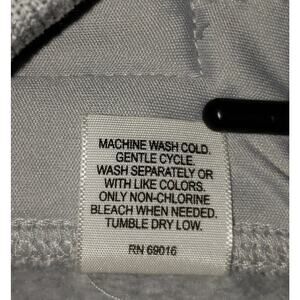 MACHINE WASH COLD.
GENTLE CYCLE.
WASH SEPARATELY OR
WITH LIKE COLORS.
ONLY NON-CHLORINE
BLEACH WHEN NEEDED.
TUMBLE DRY LOW.
RN 69016